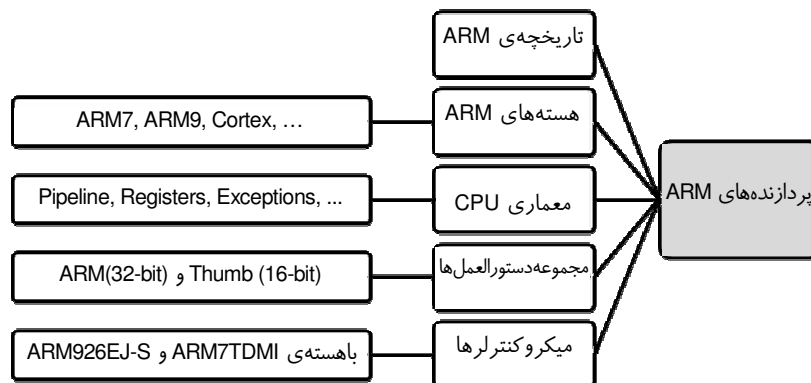 پردازنده‌های ARM
تاریخچه‌ی ARM
هسته‌های ARM
ARM7, ARM9, Cortex, …
معماری CPU
Pipeline, Registers, Exceptions, ...
مجموعه‌دستورالعمل‌ها
ARM(32-bit) و Thumb (16-bit)
میکروکنترلرها
باهسته‌ی ARM7TDMI و ARM926EJ-S